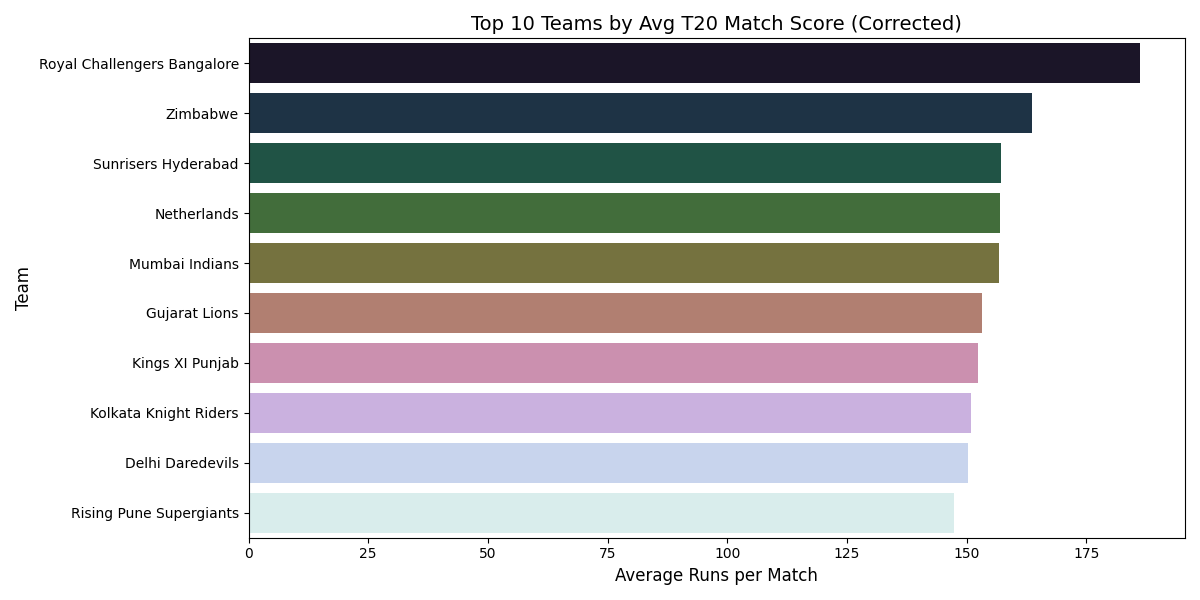 Top 10 Teams by Avg T20 Match Score (Corrected)
Team
Royal Challengers Bangalore
Zimbabwe
Sunrisers Hyderabad
Netherlands
Mumbai Indians
Gujarat Lions
Kings XI Punjab
Kolkata Knight Riders
Delhi Daredevils
Rising Pune Supergiants
0 25 50 75 100 125 150 175
Average Runs per Match